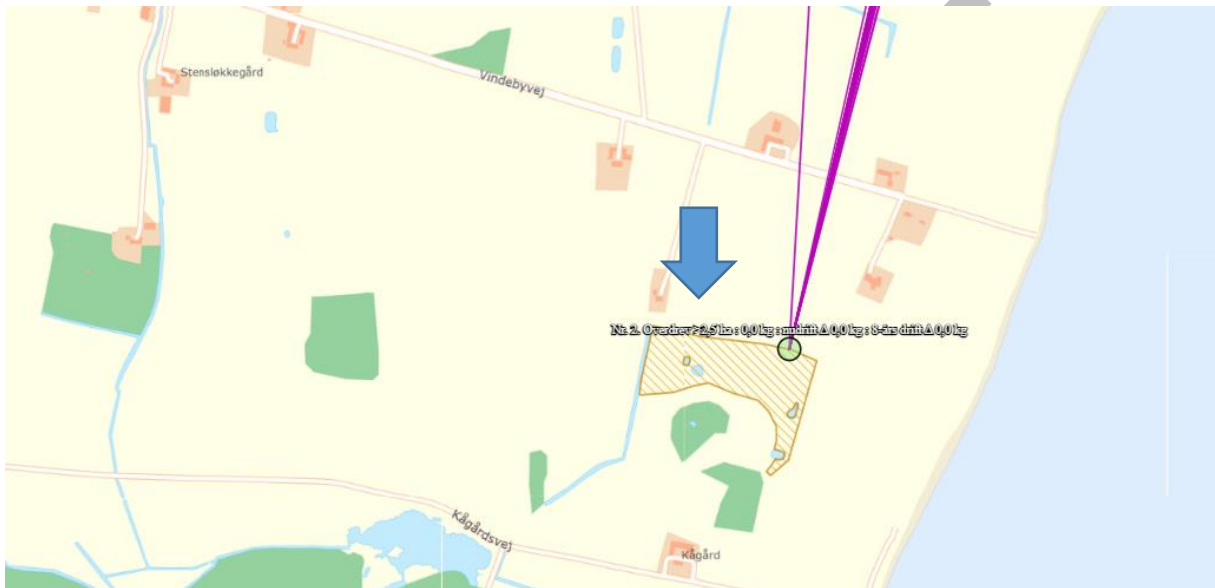 Stensløkkegård
Vindebyvej
Nr. 2. Overdrev>2,5 ha : 0,0 kg : nudrift Δ 0,0 kg : 8-års drift Δ 0,0 kg
Kågårdsvej
Kågård